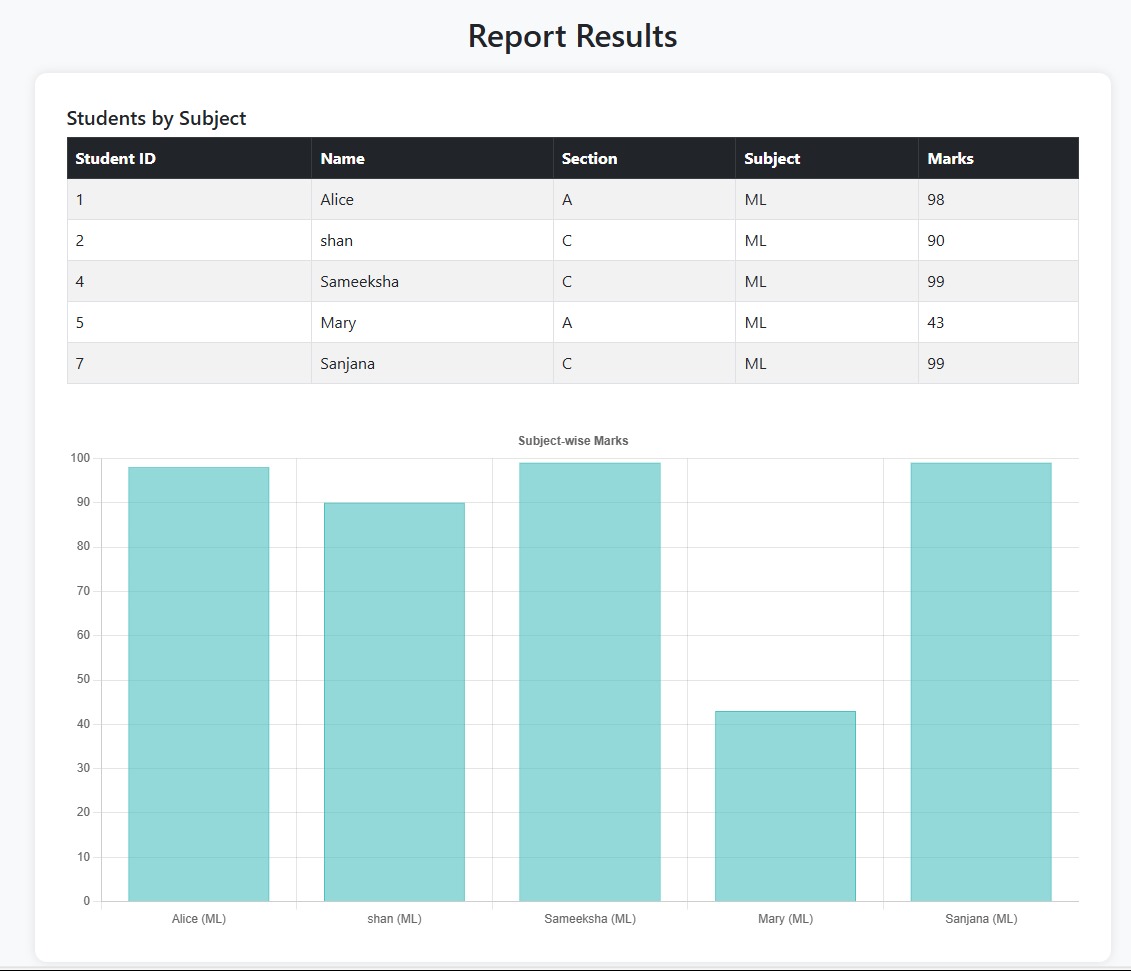 Report Results
Students by Subject
Student ID Name Section Subject Marks
1 Alice A ML 98
2 shan C ML 90
4 Sameeksha C ML 99
5 Mary A ML 43
7 Sanjana C ML 99
Subject-wise Marks
100
90
80
70
60
50
40
30
20
10
0
Alice (ML) shan (ML) Sameeksha (ML) Mary (ML) Sanjana (ML)